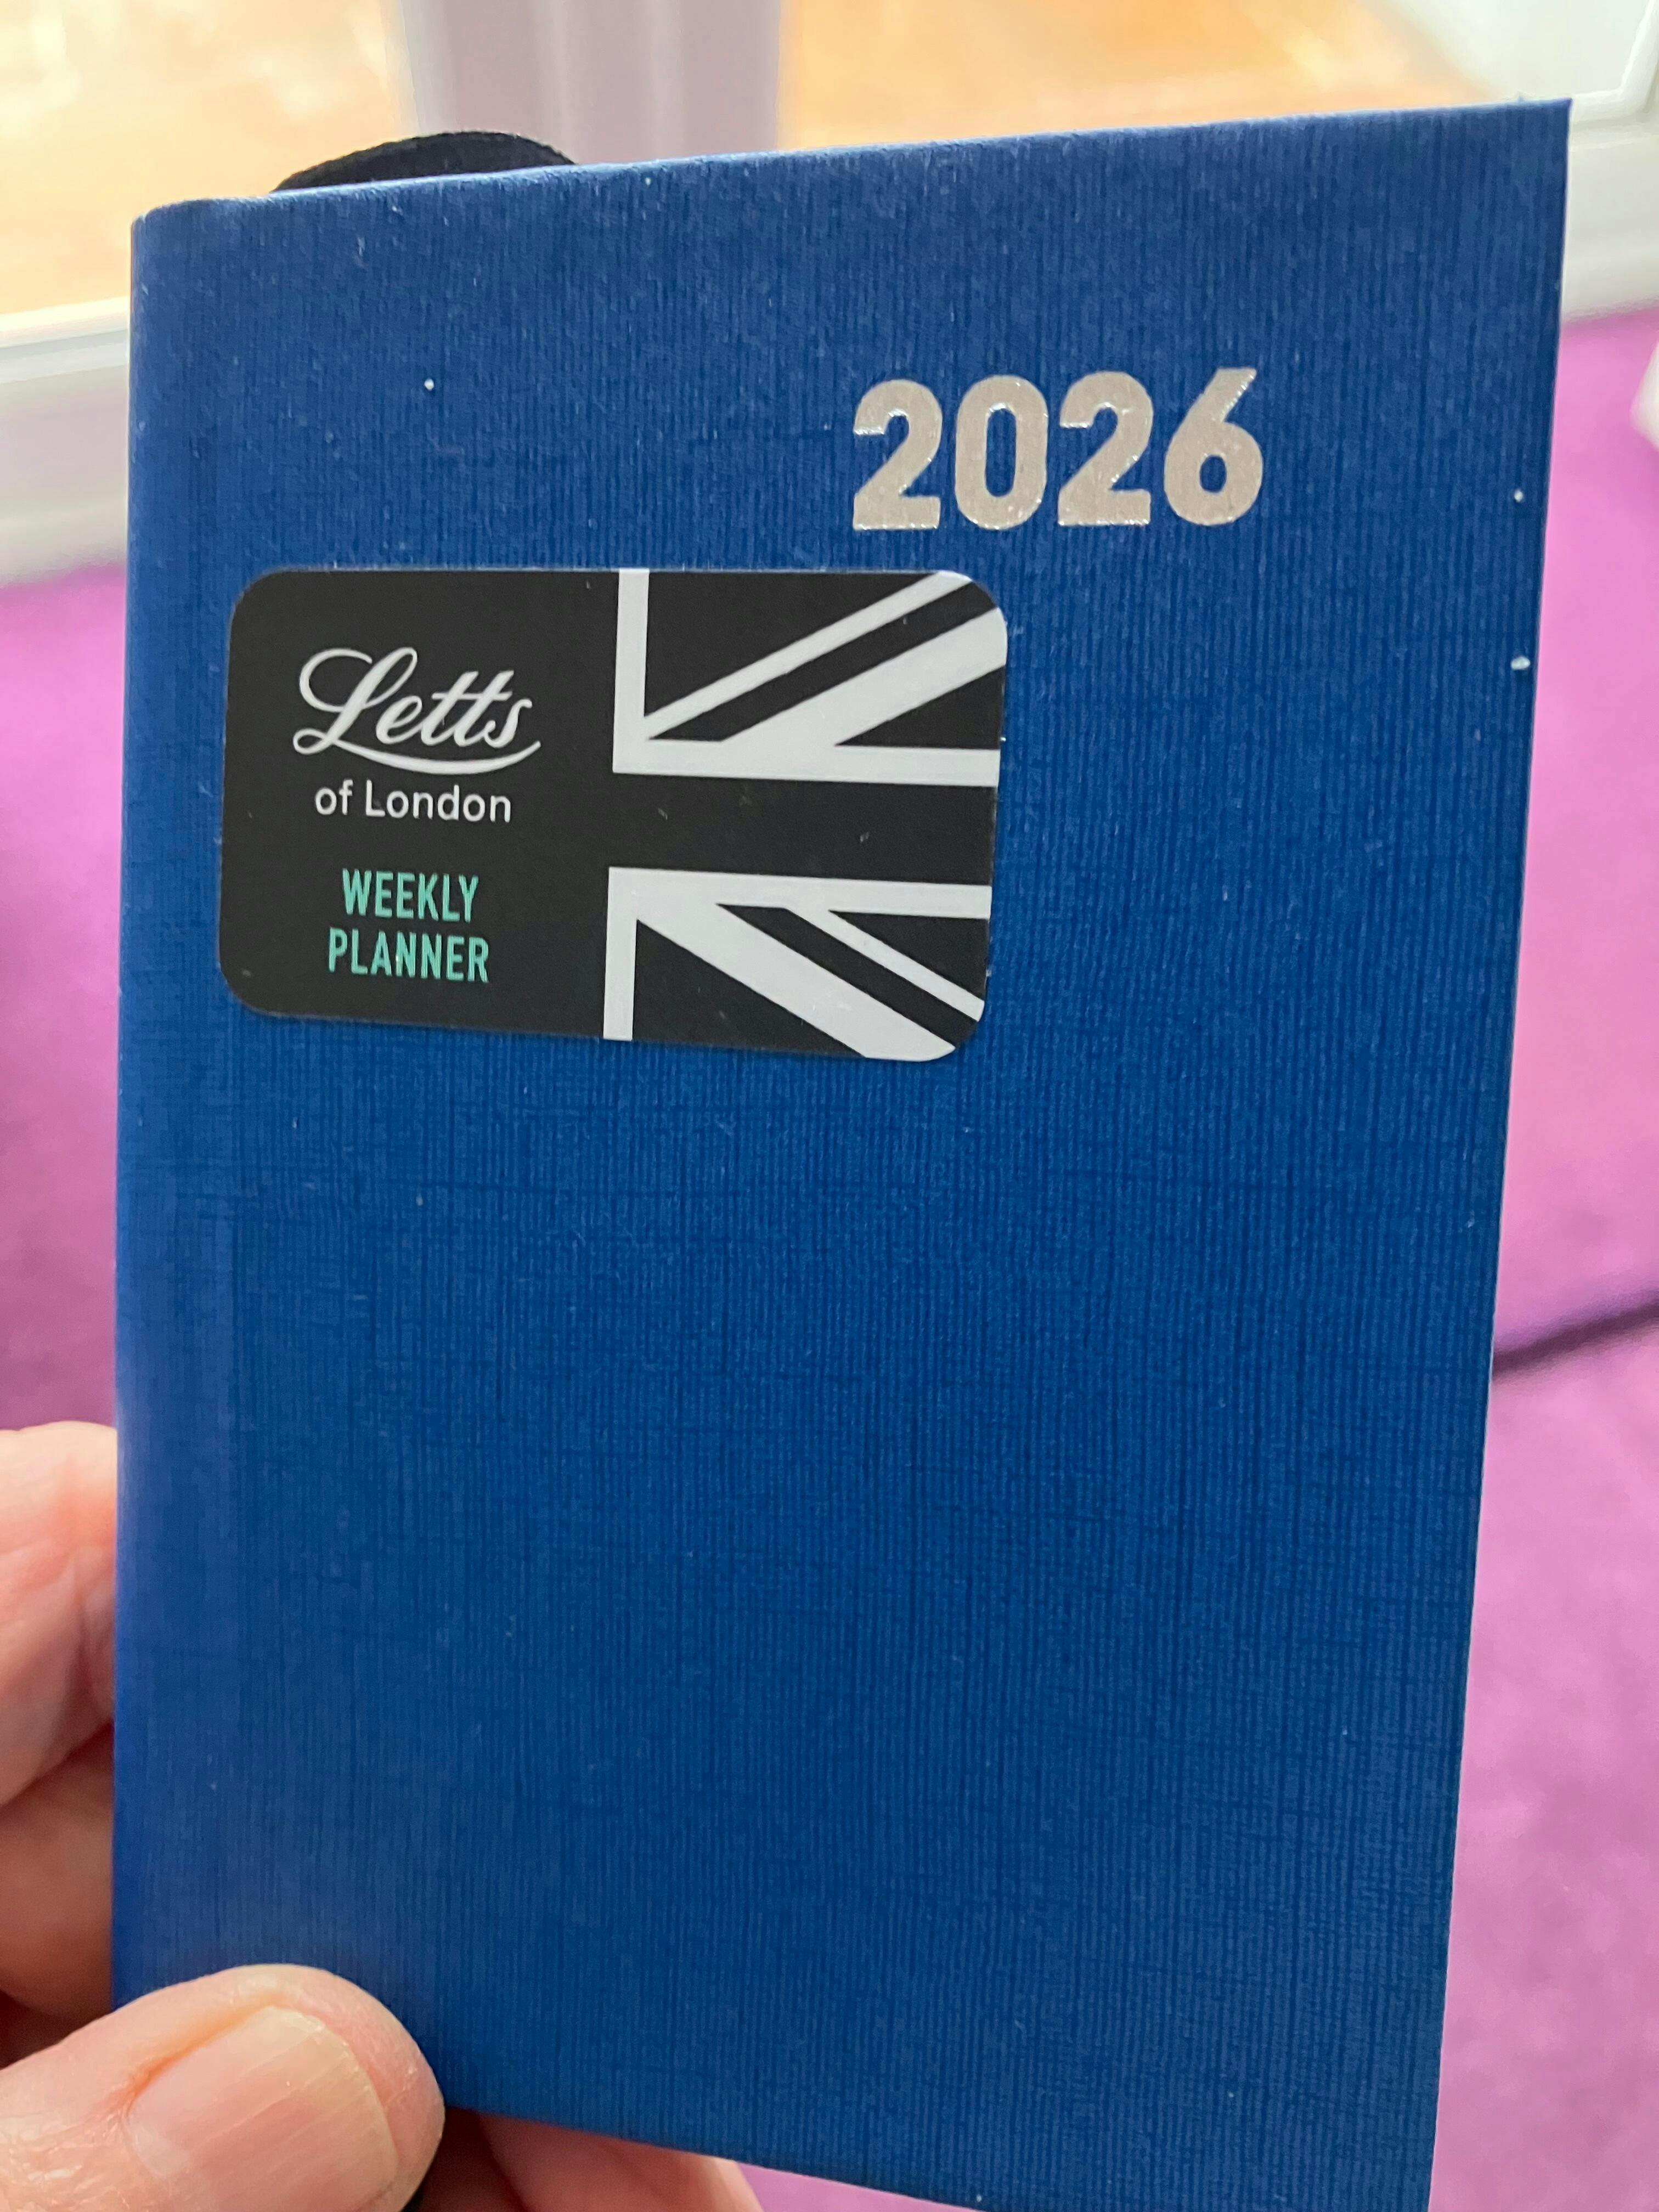 2026
Letts
of London
WEEKLY
PLANNER